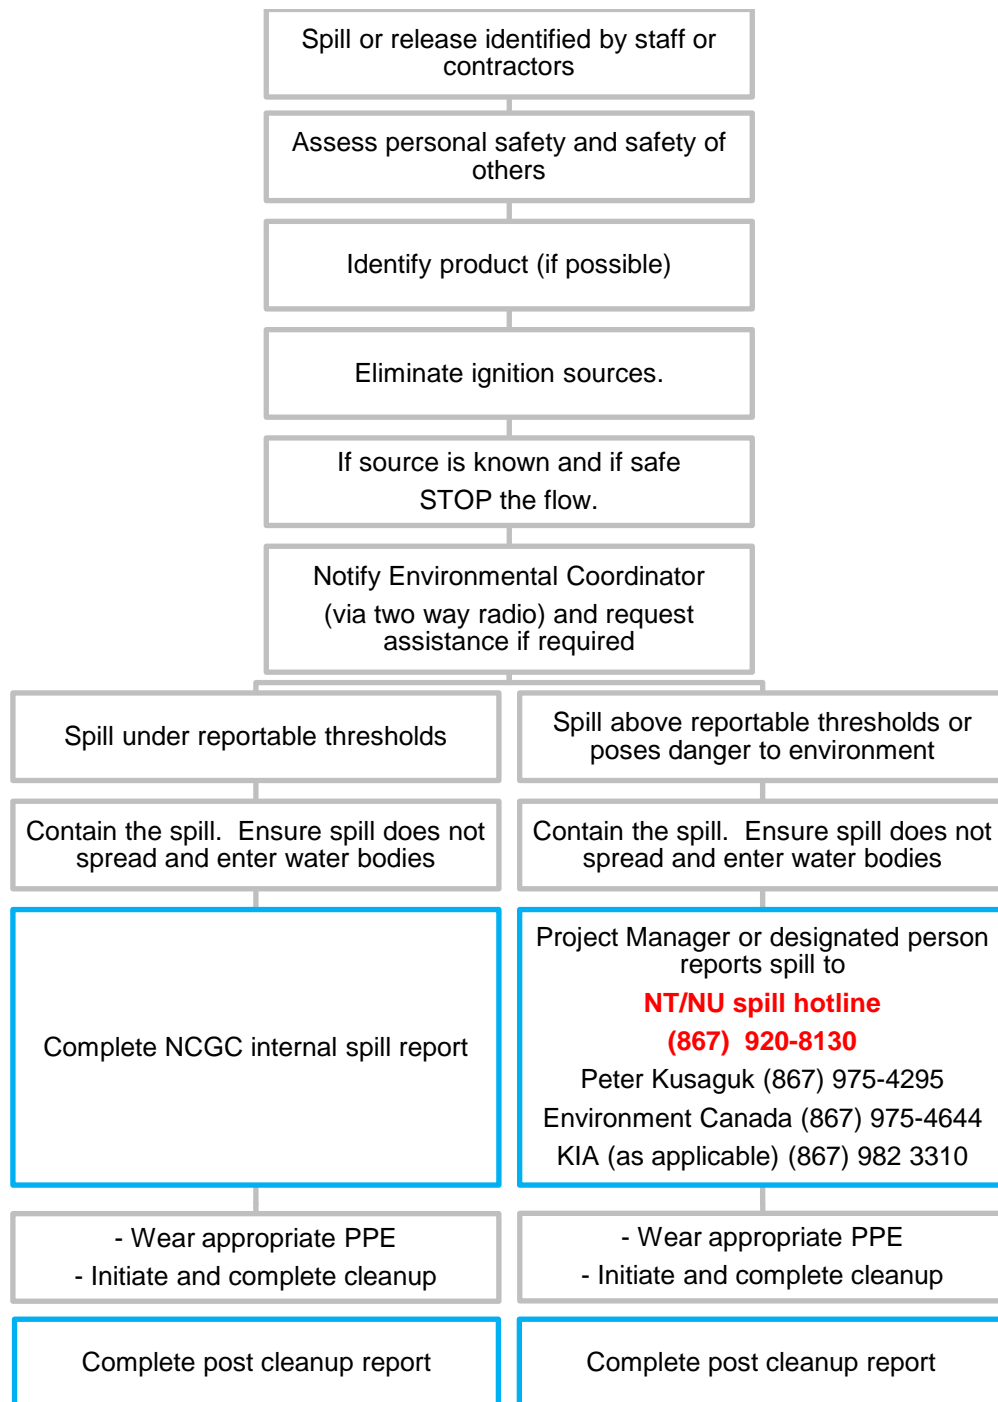 Spill or release identified by staff or
contractors
Assess personal safety and safety of
others
Identify product (if possible)
Eliminate ignition sources.
If source is known and if safe
STOP the flow.
Notify Environmental Coordinator
(via two way radio) and request
assistance if required
Spill under reportable thresholds
Contain the spill.  Ensure spill does not
spread and enter water bodies
Complete NCGC internal spill report
- Wear appropriate PPE
- Initiate and complete cleanup
Complete post cleanup report
Spill above reportable thresholds or
poses danger to environment
Contain the spill.  Ensure spill does not
spread and enter water bodies
Project Manager or designated person
reports spill to
NT/NU spill hotline
(867)  920-8130
Peter Kusaguk (867) 975-4295
Environment Canada (867) 975-4644
KIA (as applicable) (867) 982 3310
- Wear appropriate PPE
- Initiate and complete cleanup
Complete post cleanup report